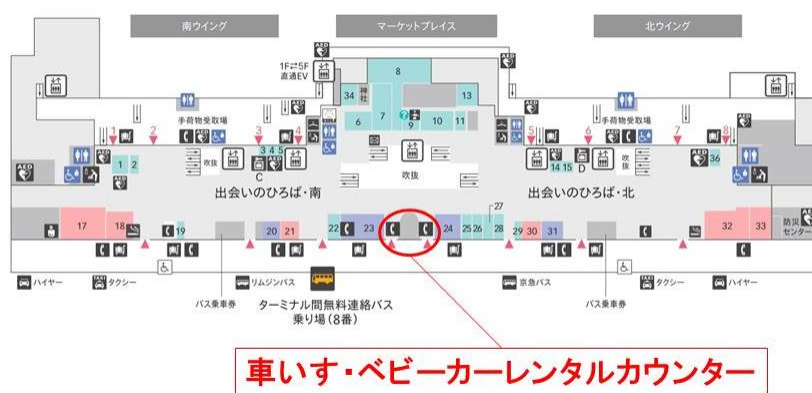 南ウイング
マーケットプレイス
北ウイング
AED
1F⇄5F
直通EV
8
34
神社
13
6
7
?
9
10
11
手荷物受取場
手荷物受取場
1
2
3
4
5
6
7
8
AED
1
2
吹抜
3 4 5
C
吹抜
14 15
D
吹抜
36
出会いのひろば・南
出会いのひろば・北
27
17
18
19
20
21
22
23
24
25
26
28
29
30
31
32
33
防災
センター
ハイヤー
タクシー
バス乗車券
リムジンバス
ターミナル間無料連絡バス
乗り場(8番)
京急バス
バス乗車券
タクシー
ハイヤー
車いす・ベビーカーレンタルカウンター